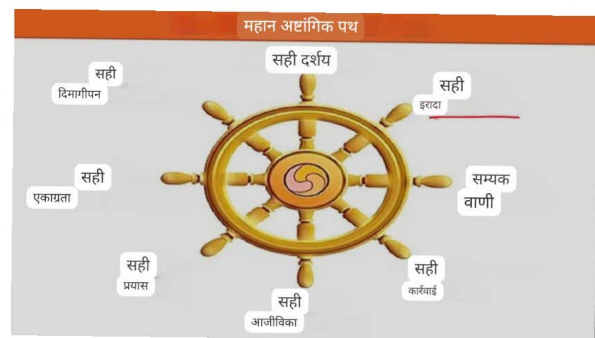 महान अष्टांगिक पथ
सही दर्शय
सही
इरादा
सम्यक
वाणी
सही
कार्रवाई
सही
आजीविका
सही
प्रयास
सही
एकाग्रता
सही
दिमागीपन